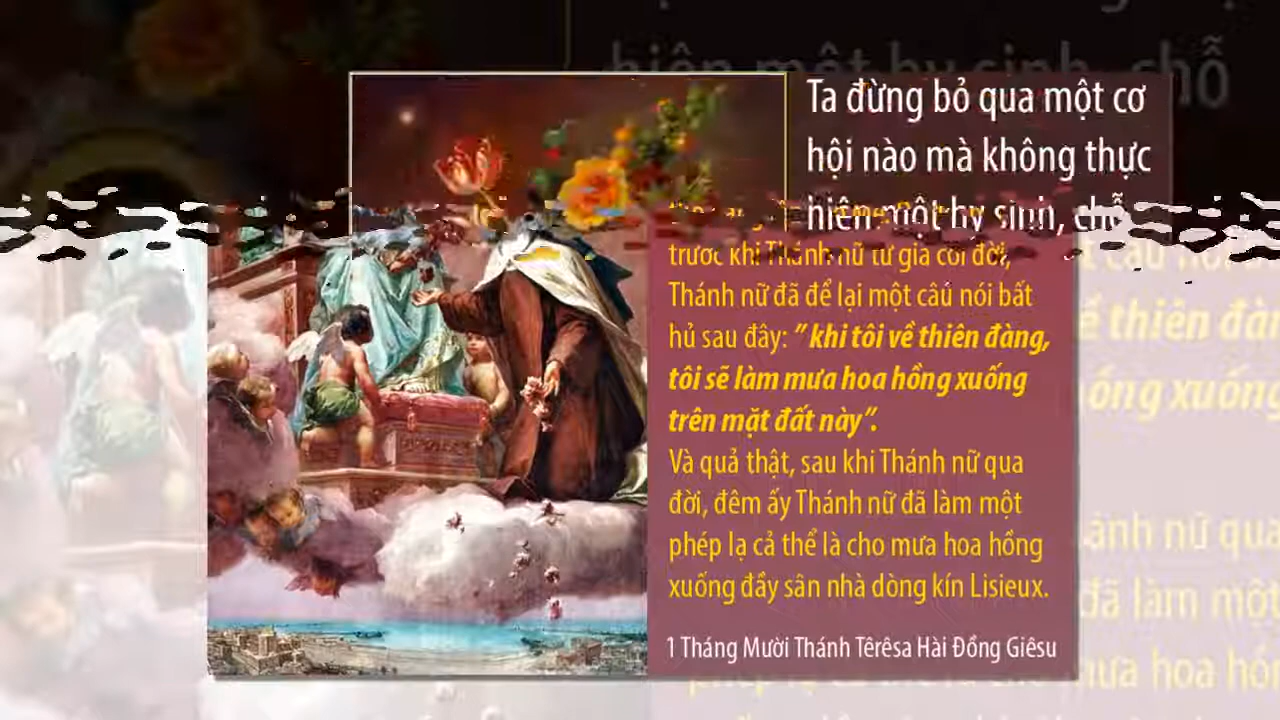 Ta đừng bỏ qua một cơ
hội nào mà không thực
hiện một hy sinh, chỗ
trước khi Thánh nữ từ giã cõi đời,
Thánh nữ đã để lại một câu nói bất
hủ sau đây: "khi tôi về thiên đàng,
tôi sẽ làm mưa hoa hồng xuống
trên mặt đất này".
Và quả thật, sau khi Thánh nữ qua
đời, đêm ấy Thánh nữ đã làm một
phép lạ cả thể là cho mưa hoa hồng
xuống đầy sân nhà dòng kín Lisieux.
1 Tháng Mười Thánh Têrêsa Hài Đồng Giêsu